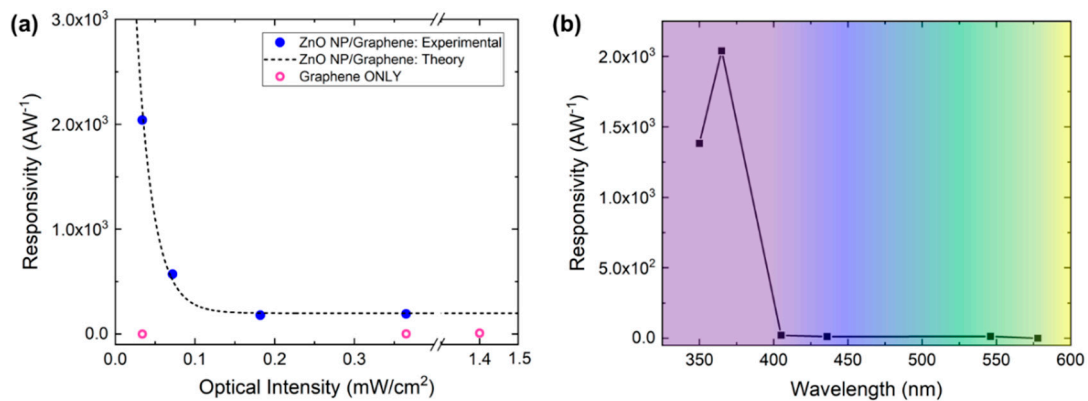 (a)
ZnO NP/Graphene: Experimental
ZnO NP/Graphene: Theory
Graphene ONLY
3.0x10³
2.0x10³
1.0x10³
0.0
Responsivity (AW⁻¹)
0.0 0.1 0.2 0.3 1.4 1.5
Optical Intensity (mW/cm²)
(b)
2.0x10³
1.5x10³
1.0x10³
5.0x10²
0.0
Responsivity (AW⁻¹)
350 400 450 500 550 600
Wavelength (nm)